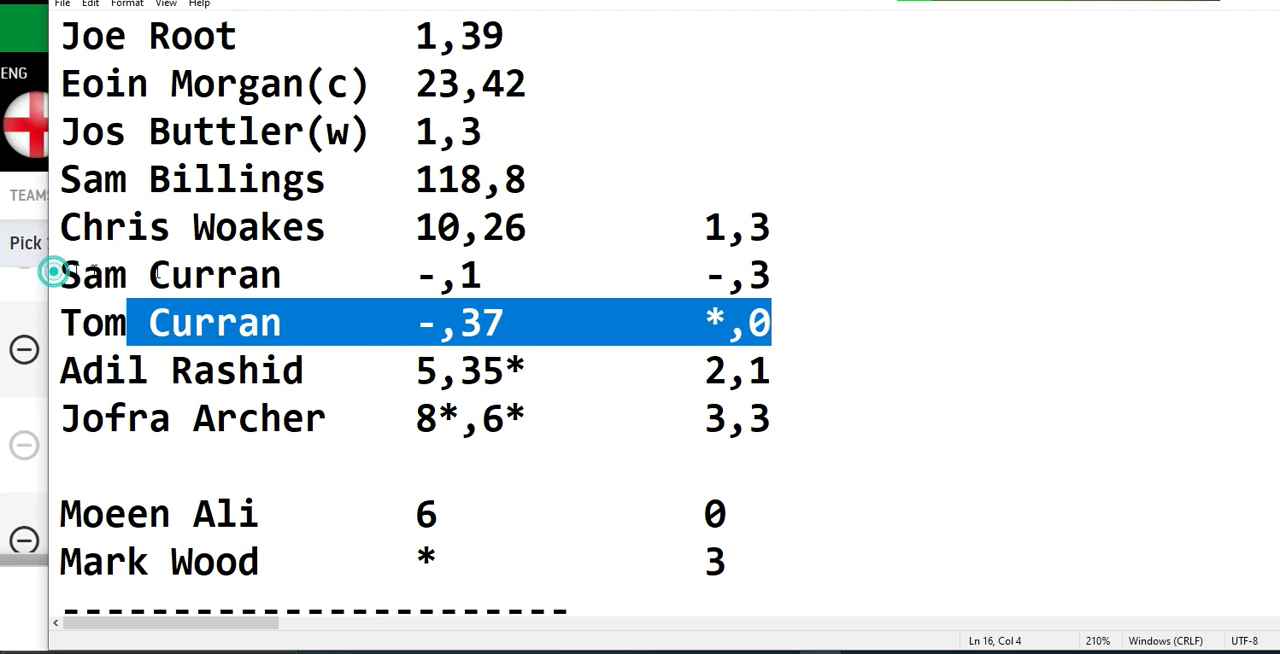 File Edit Format View Help
ENG
TEAMS
Pick
Joe Root 1,39
Eoin Morgan(c) 23,42
Jos Buttler(w) 1,3
Sam Billings 118,8
Chris Woakes 10,26 1,3
Sam Curran -,1 -,3
Tom Curran -,37 *,0
Adil Rashid 5,35* 2,1
Jofra Archer 8*,6* 3,3
Moeen Ali 6 0
Mark Wood * 3
-----------------------
Ln 16, Col 4 210% Windows (CRLF) UTF-8